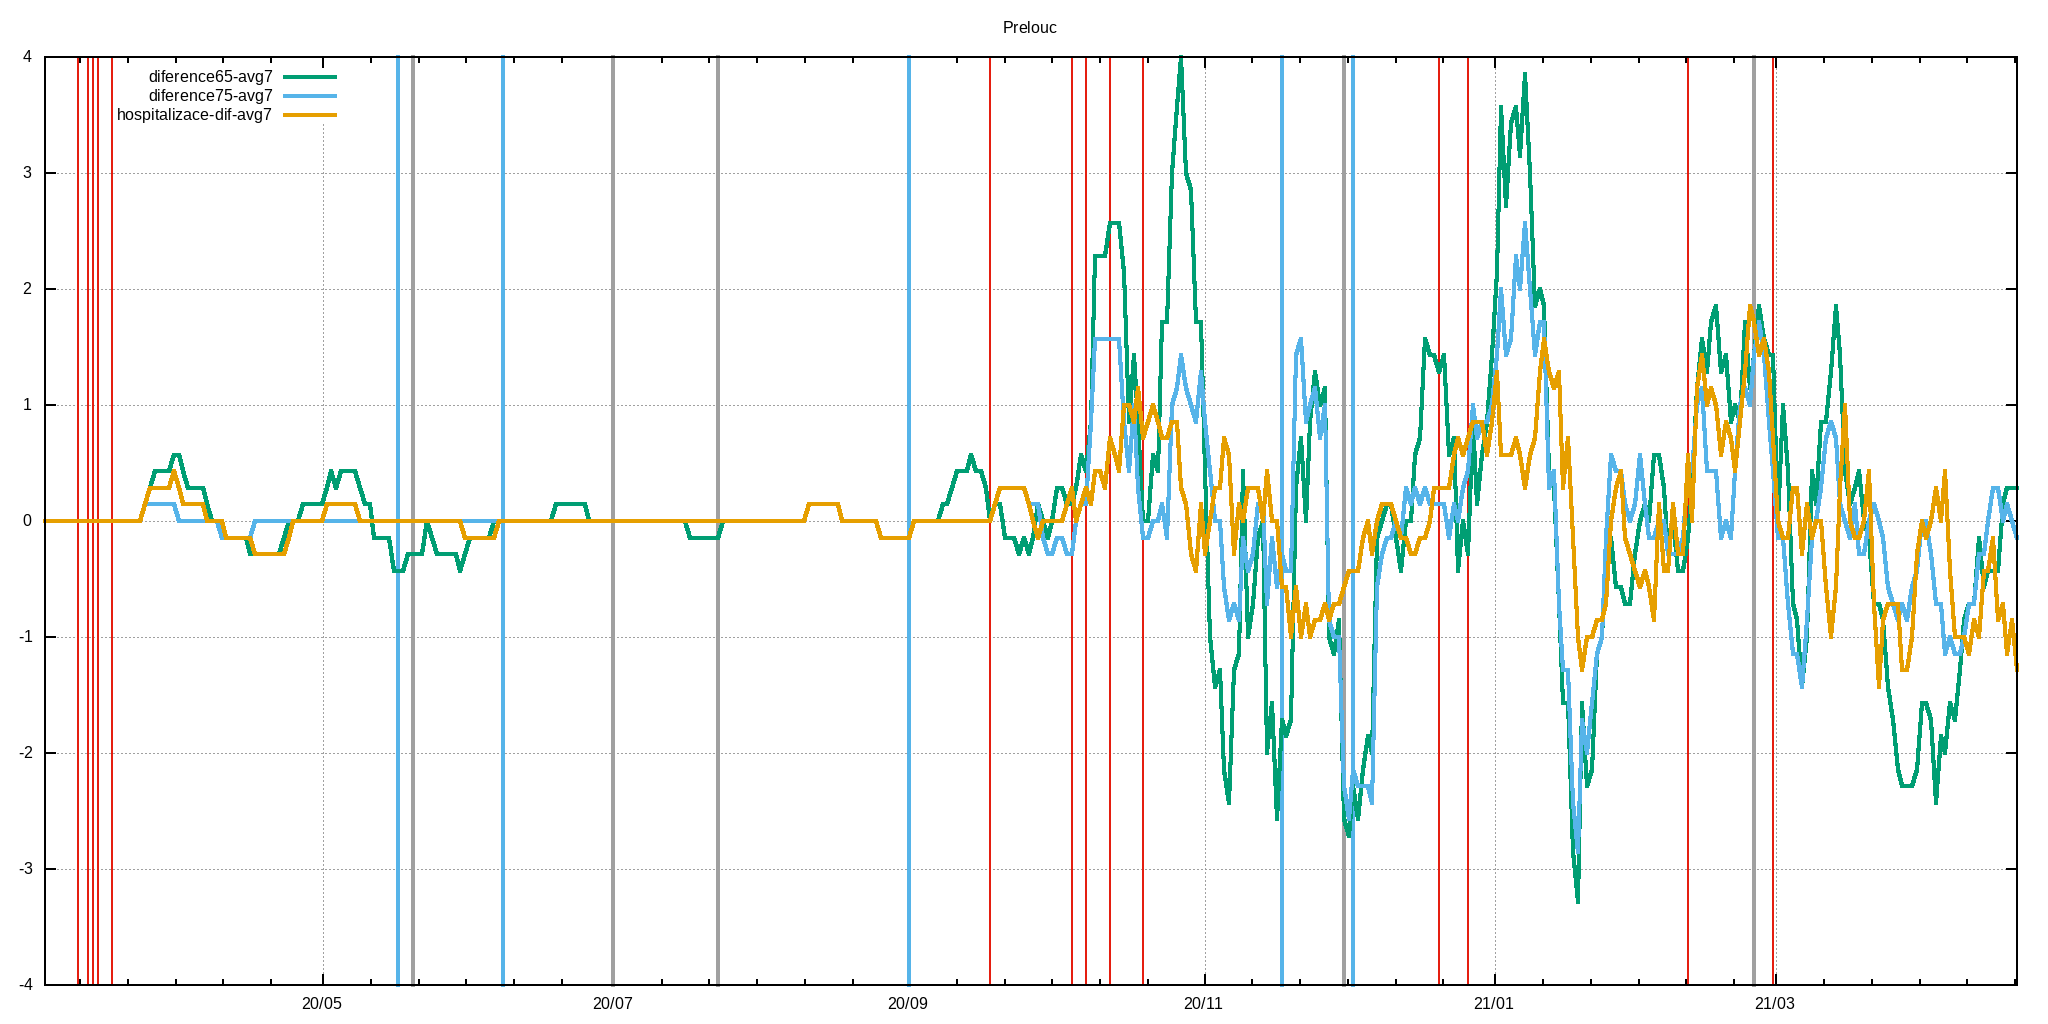 Prelouc
4
diference65-avg7
diference75-avg7
hospitalizace-dif-avg7
3
2
1
0
-1
-2
-3
-4
20/05 20/07 20/09 20/11 21/01 21/03